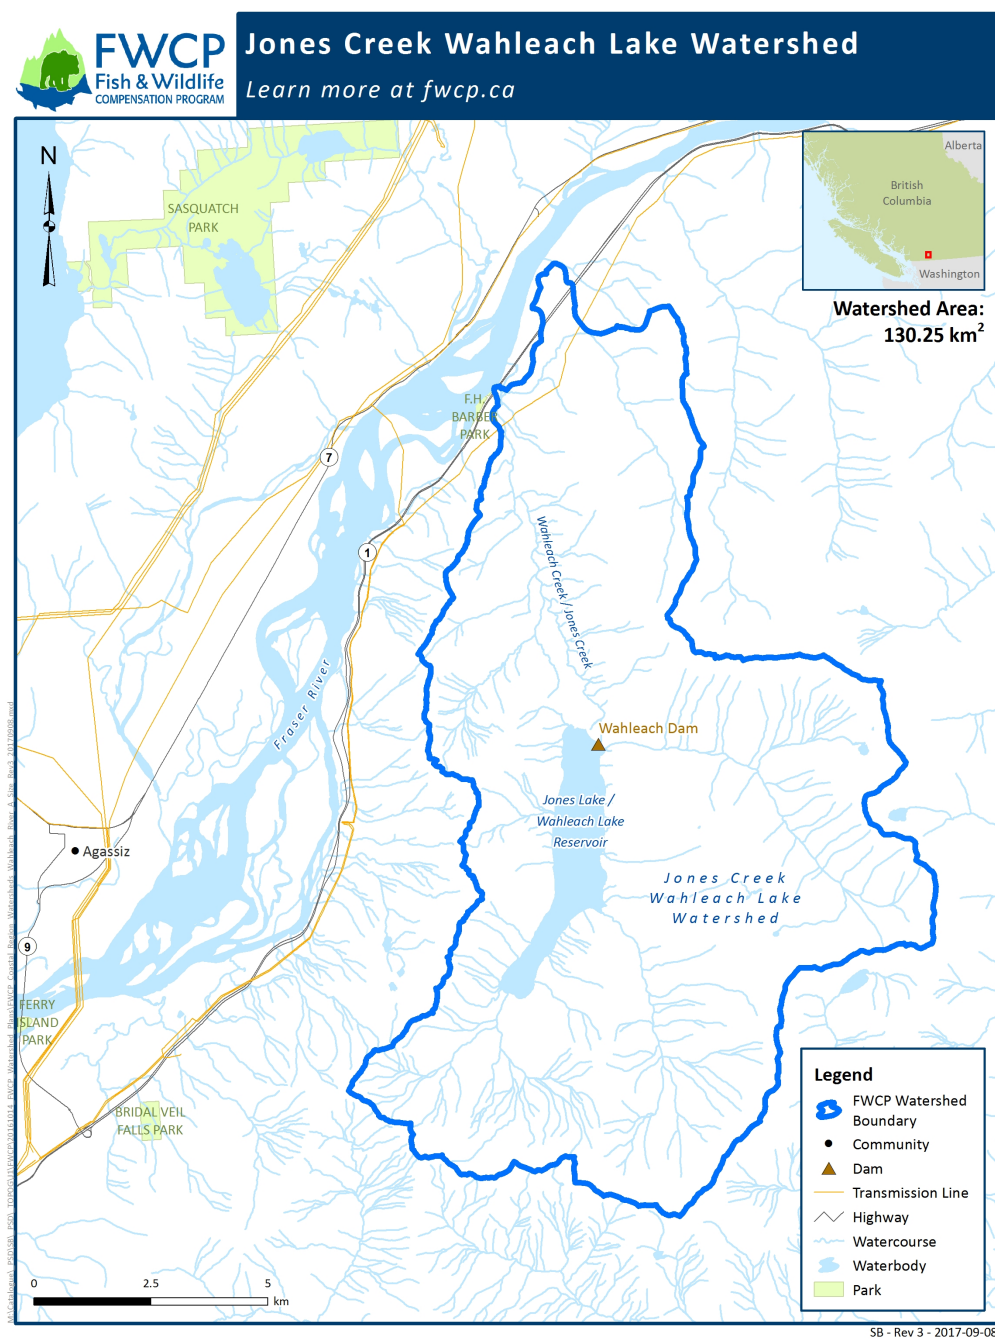 FWCP
Fish & Wildlife
COMPENSATION PROGRAM
Jones Creek Wahleach Lake Watershed
Learn more at fwcp.ca
N
SASQUATCH
PARK
Alberta
British
Columbia
Washington
Watershed Area:
130.25 km2
F.H.
BARBER
PARK
7
1
Wahleach Creek / Jones Creek
Fraser River
Wahleach Dam
Jones Lake /
Wahleach Lake
Reservoir
Agassiz
Jones Creek
Wahleach Lake
Watershed
9
FERRY
ISLAND
PARK
BRIDAL VEIL
FALLS PARK
Legend
FWCP Watershed
Boundary
Community
Dam
Transmission Line
Highway
Watercourse
Waterbody
Park
0 2.5 5
km
SB - Rev 3 - 2017-09-08